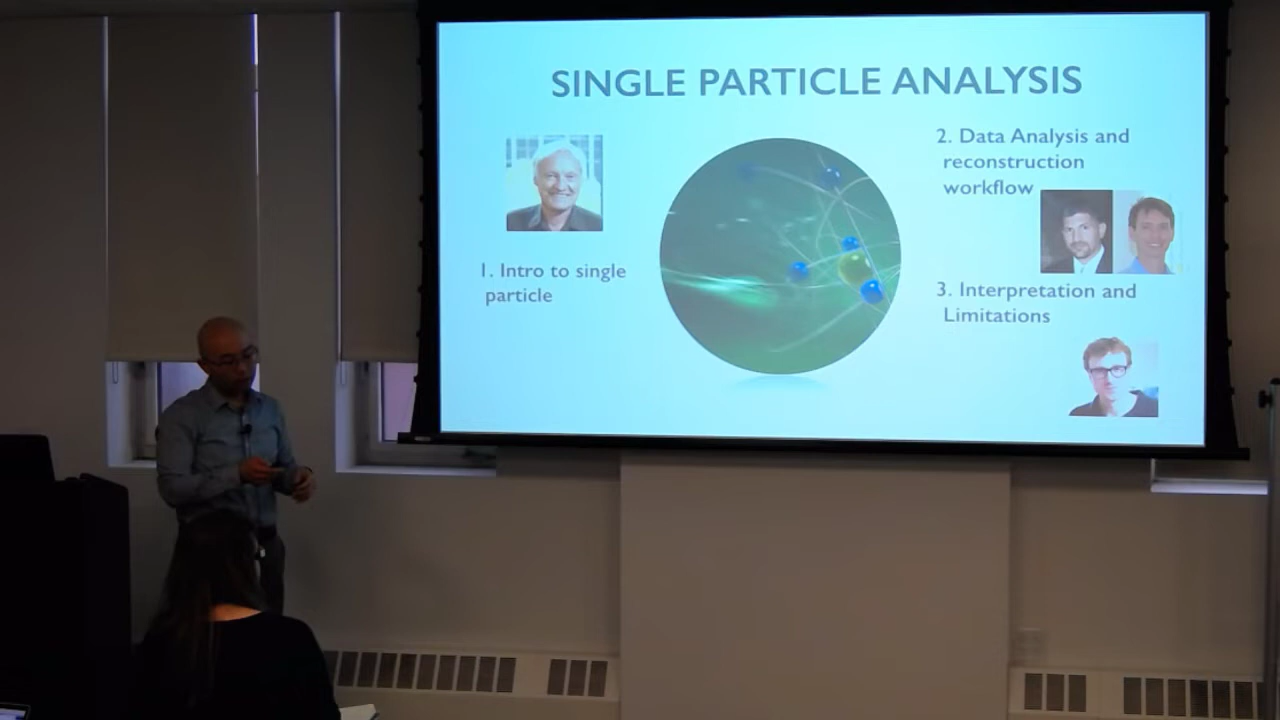 SINGLE PARTICLE ANALYSIS
1. Intro to single
particle
2. Data Analysis and
reconstruction
workflow
3. Interpretation and
Limitations